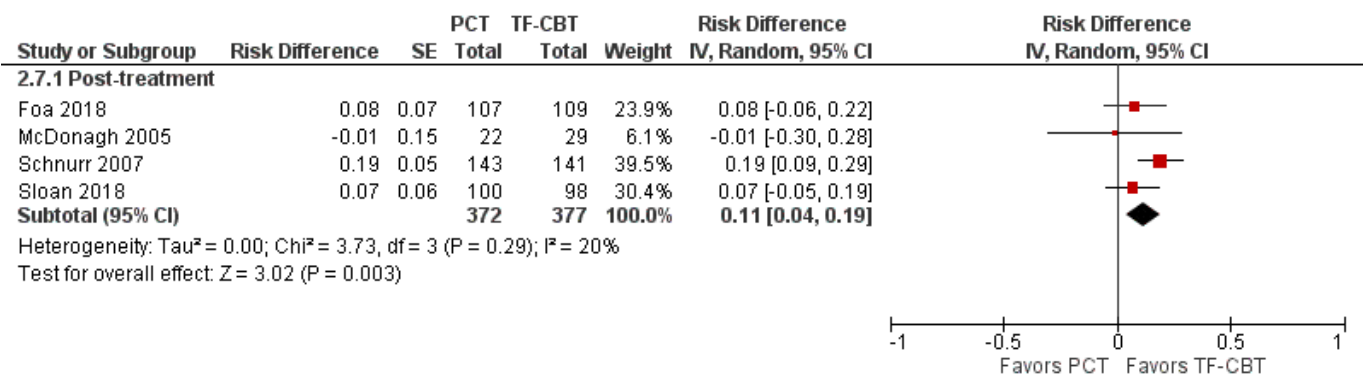 PCT TF-CBT Risk Difference Risk Difference
Study or Subgroup Risk Difference SE Total Total Weight IV, Random, 95% CI IV, Random, 95% CI
2.7.1 Post-treatment
Foa 2018 0.08 0.07 107 109 23.9% 0.08 [-0.06, 0.22]
McDonagh 2005 -0.01 0.15 22 29 6.1% -0.01 [-0.30, 0.28]
Schnurr 2007 0.19 0.05 143 141 39.5% 0.19 [0.09, 0.29]
Sloan 2018 0.07 0.06 100 98 30.4% 0.07 [-0.05, 0.19]
Subtotal (95% CI) 372 377 100.0% 0.11 [0.04, 0.19]
Heterogeneity: Tau² = 0.00; Chi² = 3.73, df = 3 (P = 0.29); I² = 20%
Test for overall effect: Z = 3.02 (P = 0.003)
-1 -0.5 0 0.5 1
Favors PCT Favors TF-CBT